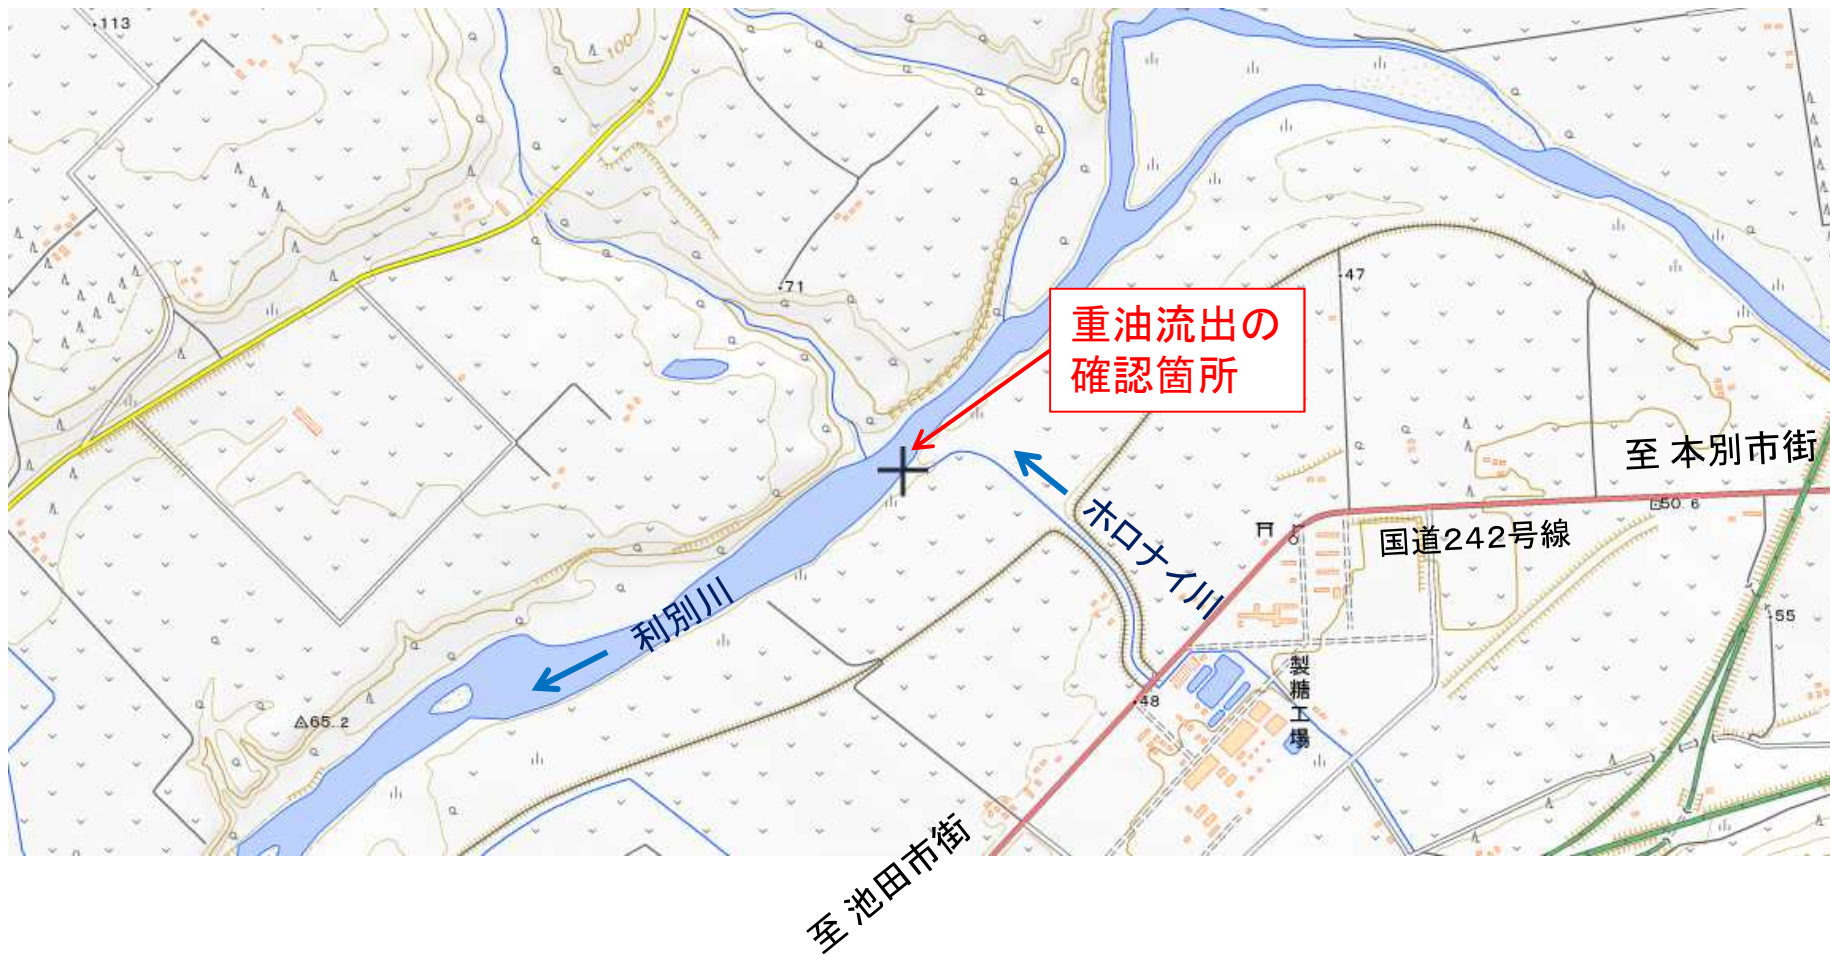 113
100
71
47
重油流出の
確認箇所
至 本別市街
50.6
国道242号線
ホロナイ川
利別川
55
製糖工場
48
65.2
至 池田市街